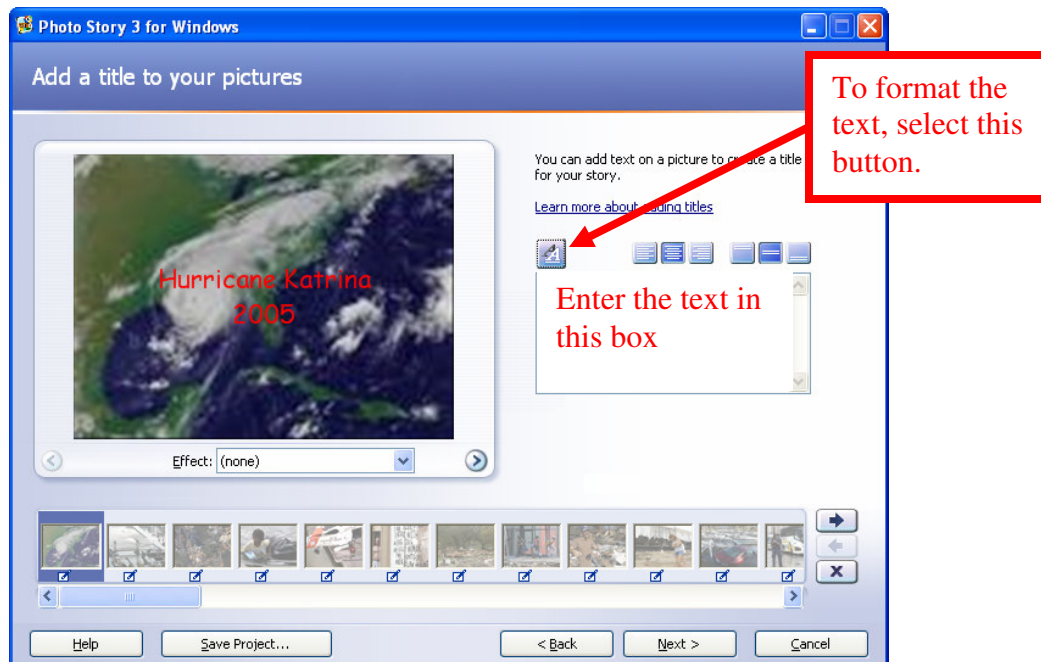 Photo Story 3 for Windows
Add a title to your pictures
To format the
text, select this
button.
You can add text on a picture to create a title
for your story.
Learn more about adding titles
A
Hurricane Katrina
2005
Enter the text in
this box
Effect: (none)
Help
Save Project...
< Back
Next >
Cancel